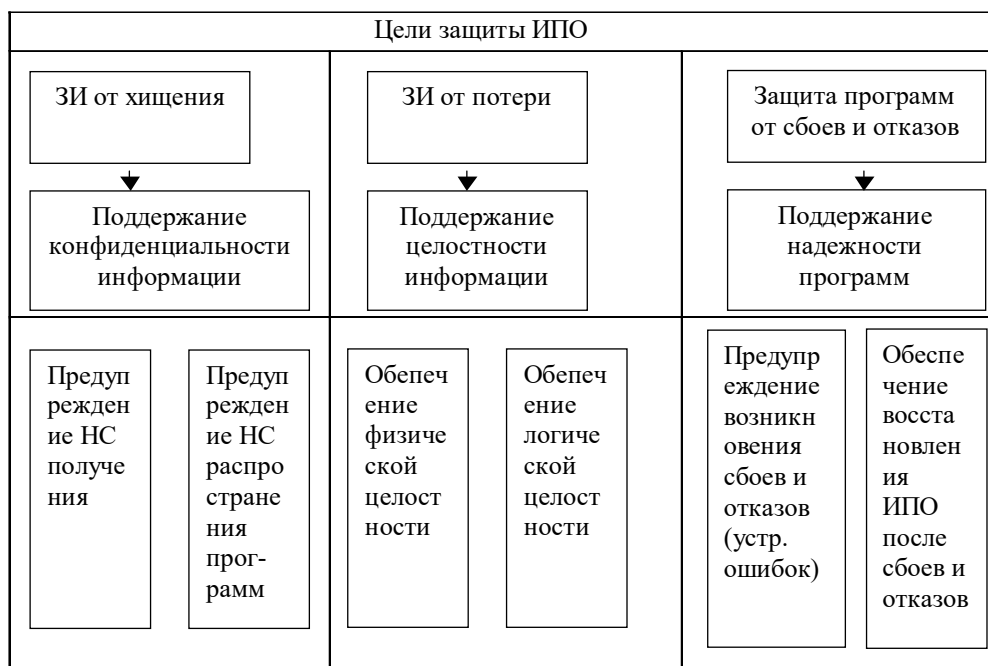 Цели защиты ИПО
ЗИ от хищения
ЗИ от потери
Защита программ
от сбоев и отказов
Поддержание
конфиденциальности
информации
Поддержание
целостности
информации
Поддержание
надежности
программ
Предуп
режден
ие НС
получе
ния
Предуп
режден
ие НС
распро
стране
ния
прог-
рамм
Обепеч
ение
физиче
ской
целост
ности
Обепеч
ение
логиче
ской
целост
ности
Предупр
еждение
возникн
овения
сбоев и
отказов
(устр.
ошибок)
Обеспе
чение
восста
новлен
ия
ИПО
после
сбоев и
отказов